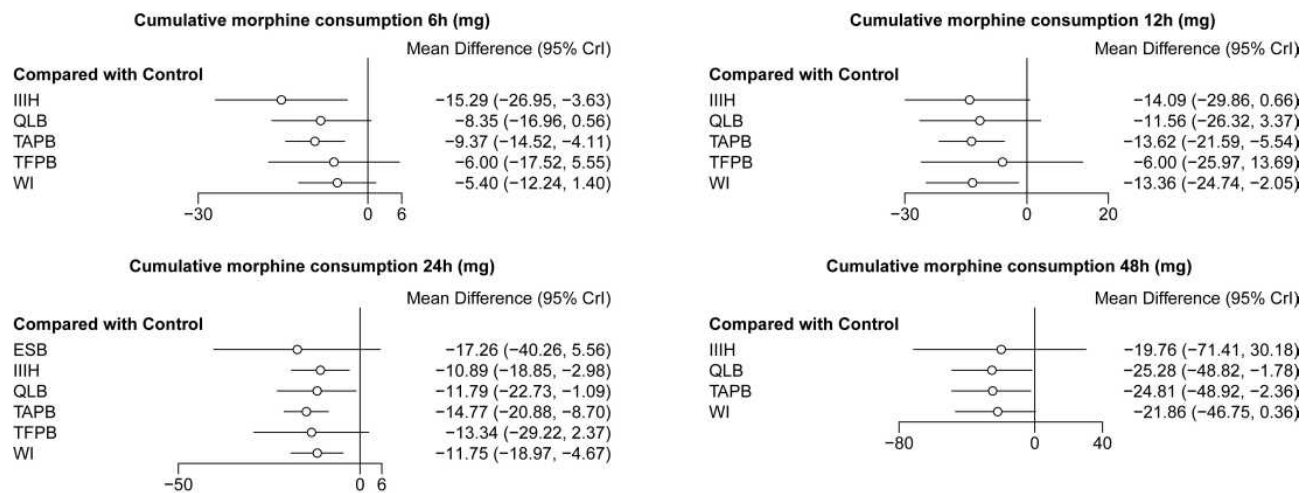 Cumulative morphine consumption 6h (mg)
Mean Difference (95% CrI)
Compared with Control
IIIH −15.29 (−26.95, −3.63)
QLB −8.35 (−16.96, 0.56)
TAPB −9.37 (−14.52, −4.11)
TFPB −6.00 (−17.52, 5.55)
WI −5.40 (−12.24, 1.40)
−30 0 6
Cumulative morphine consumption 12h (mg)
Mean Difference (95% CrI)
Compared with Control
IIIH −14.09 (−29.86, 0.66)
QLB −11.56 (−26.32, 3.37)
TAPB −13.62 (−21.59, −5.54)
TFPB −6.00 (−25.97, 13.69)
WI −13.36 (−24.74, −2.05)
−30 0 20
Cumulative morphine consumption 24h (mg)
Mean Difference (95% CrI)
Compared with Control
ESB −17.26 (−40.26, 5.56)
IIIH −10.89 (−18.85, −2.98)
QLB −11.79 (−22.73, −1.09)
TAPB −14.77 (−20.88, −8.70)
TFPB −13.34 (−29.22, 2.37)
WI −11.75 (−18.97, −4.67)
−50 0 6
Cumulative morphine consumption 48h (mg)
Mean Difference (95% CrI)
Compared with Control
IIIH −19.76 (−71.41, 30.18)
QLB −25.28 (−48.82, −1.78)
TAPB −24.81 (−48.92, −2.36)
WI −21.86 (−46.75, 0.36)
−80 0 40